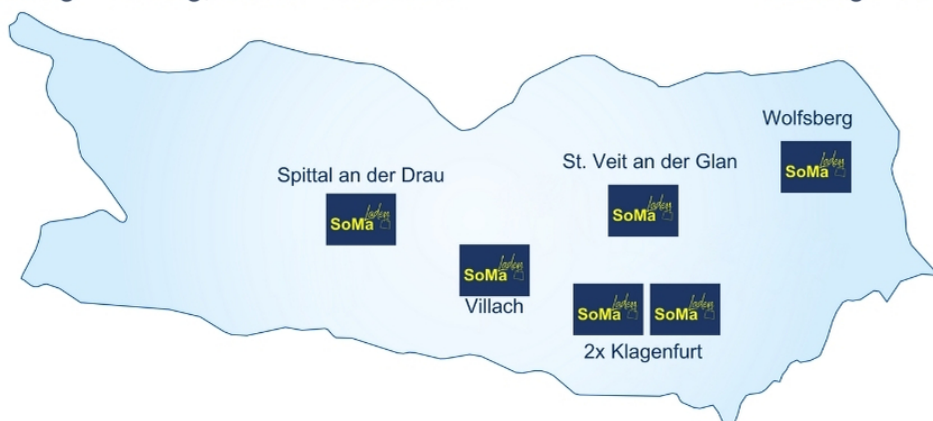 Wolfsberg
SoMa laden
St. Veit an der Glan
SoMa laden
Spittal an der Drau
SoMa laden
SoMa laden
Villach
SoMa laden SoMa laden
2x Klagenfurt